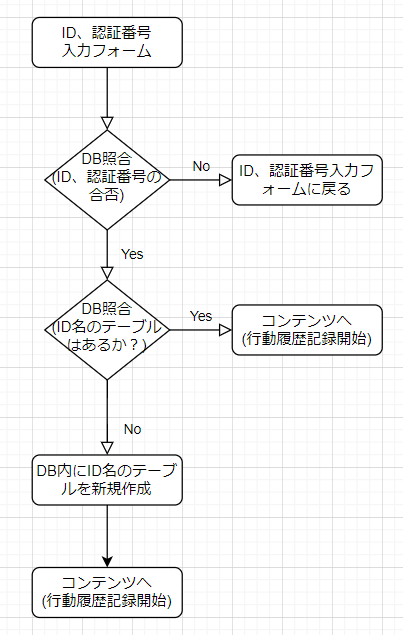 ID、認証番号
入力フォーム
DB照合
(ID、認証番号の
合否)
No
ID、認証番号入力フ
ォームに戻る
Yes
DB照合
(ID名のテーブル
はあるか？)
Yes
コンテンツへ
(行動履歴記録開始)
No
DB内にID名のテーブ
ルを新規作成
コンテンツへ
(行動履歴記録開始)